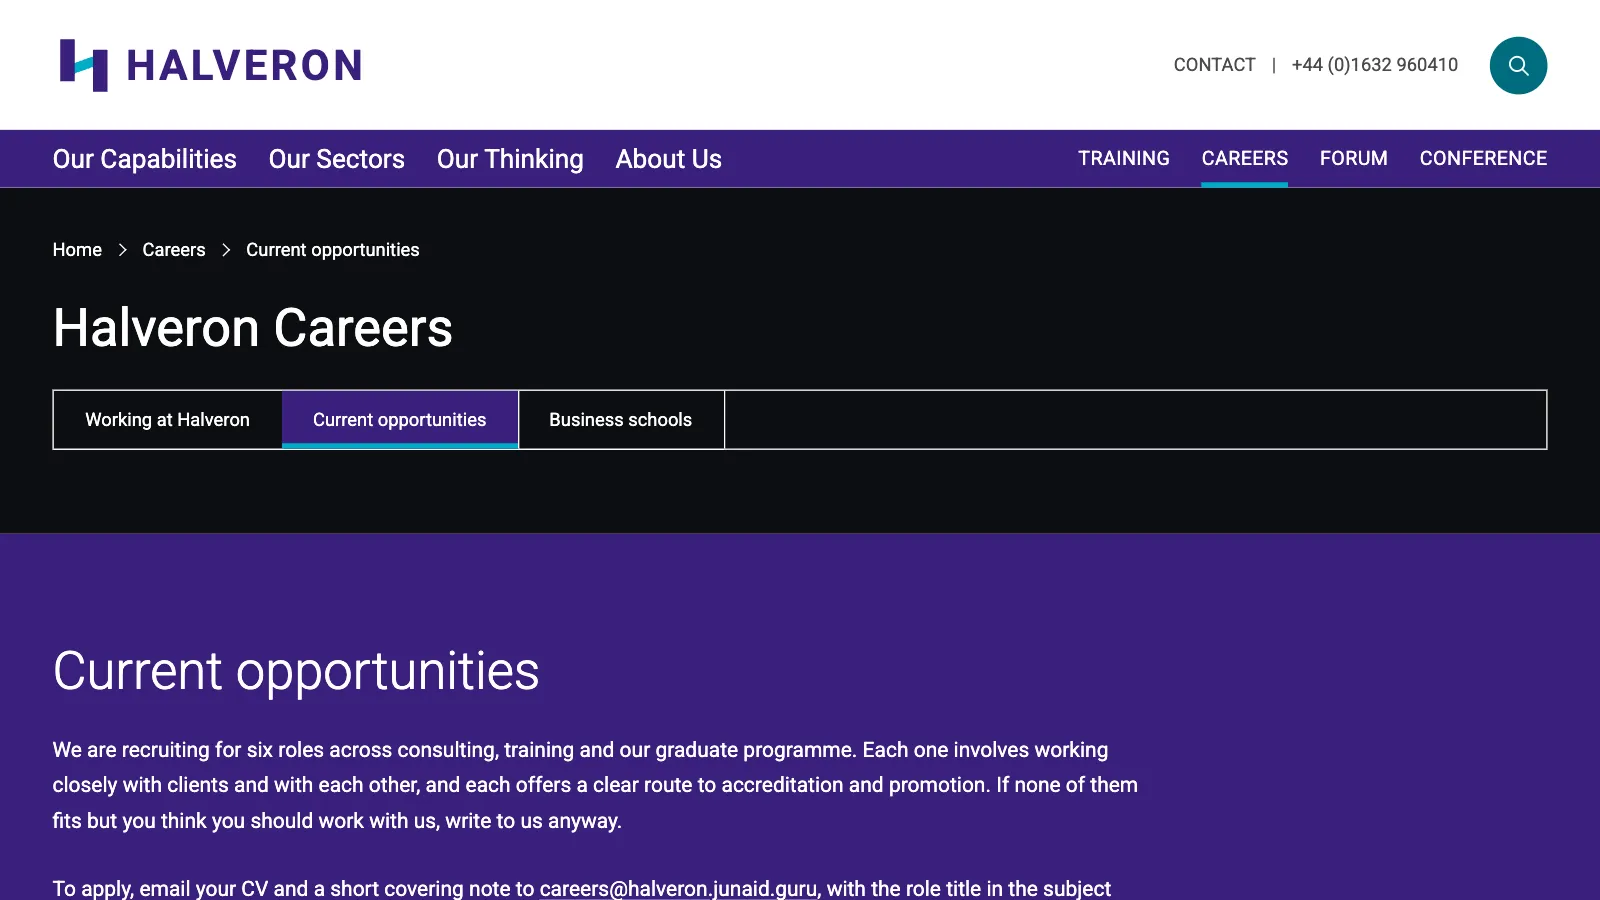 HALVERON
CONTACT | +44 (0)1632 960410
Our Capabilities Our Sectors Our Thinking About Us TRAINING CAREERS FORUM CONFERENCE
Home > Careers > Current opportunities
Halveron Careers
Working at Halveron Current opportunities Business schools
Current opportunities
We are recruiting for six roles across consulting, training and our graduate programme. Each one involves working
closely with clients and with each other, and each offers a clear route to accreditation and promotion. If none of them
fits but you think you should work with us, write to us anyway.
To apply, email your CV and a short covering note to careers@halveron.junaid.guru, with the role title in the subject